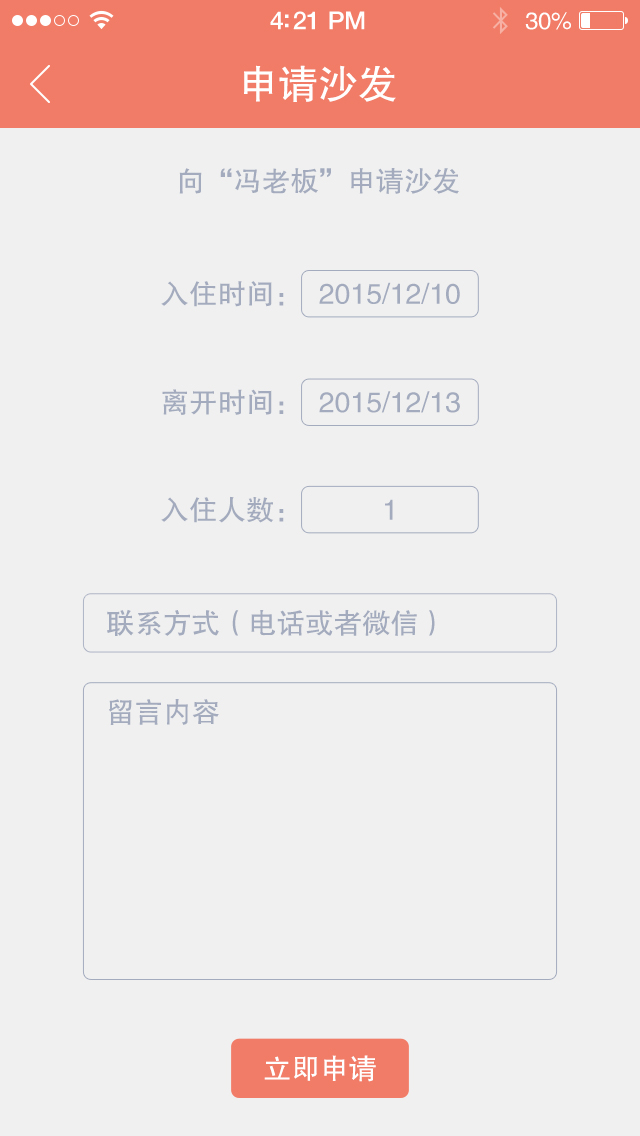 4:21 PM 30%
申请沙发
向“冯老板”申请沙发
入住时间： 2015/12/10
离开时间： 2015/12/13
入住人数： 1
联系方式（电话或者微信）
留言内容
立即申请